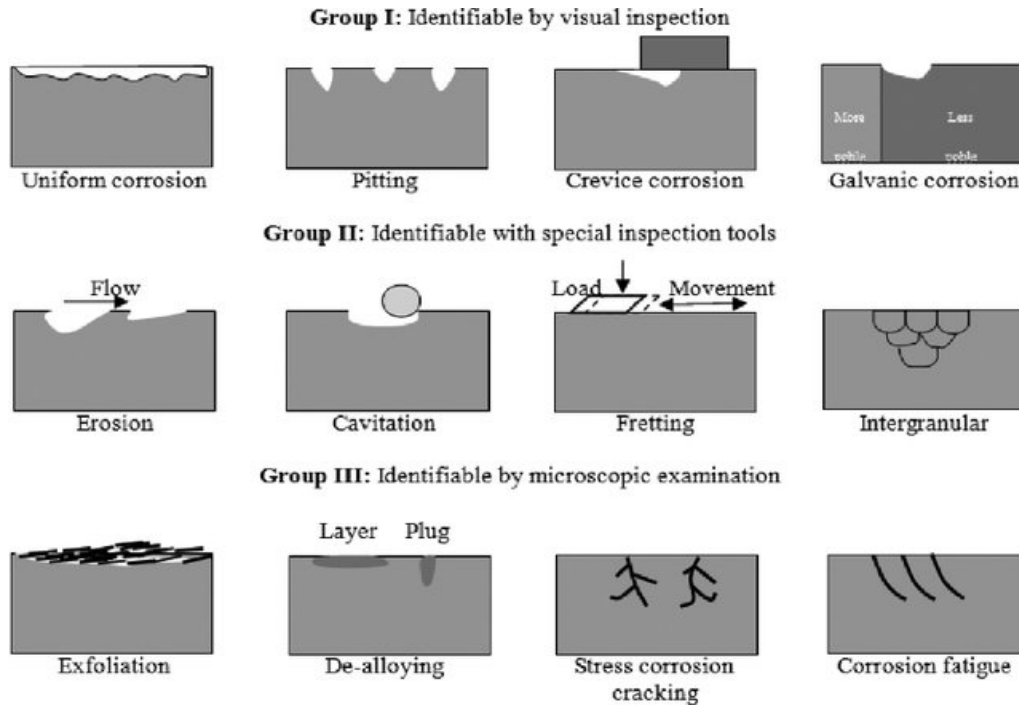 Group I: Identifiable by visual inspection
More Less
noble noble
Uniform corrosion Pitting Crevice corrosion Galvanic corrosion
Group II: Identifiable with special inspection tools
Flow Load Movement
Erosion Cavitation Fretting Intergranular
Group III: Identifiable by microscopic examination
Layer Plug
Exfoliation De-alloying Stress corrosion Corrosion fatigue
cracking